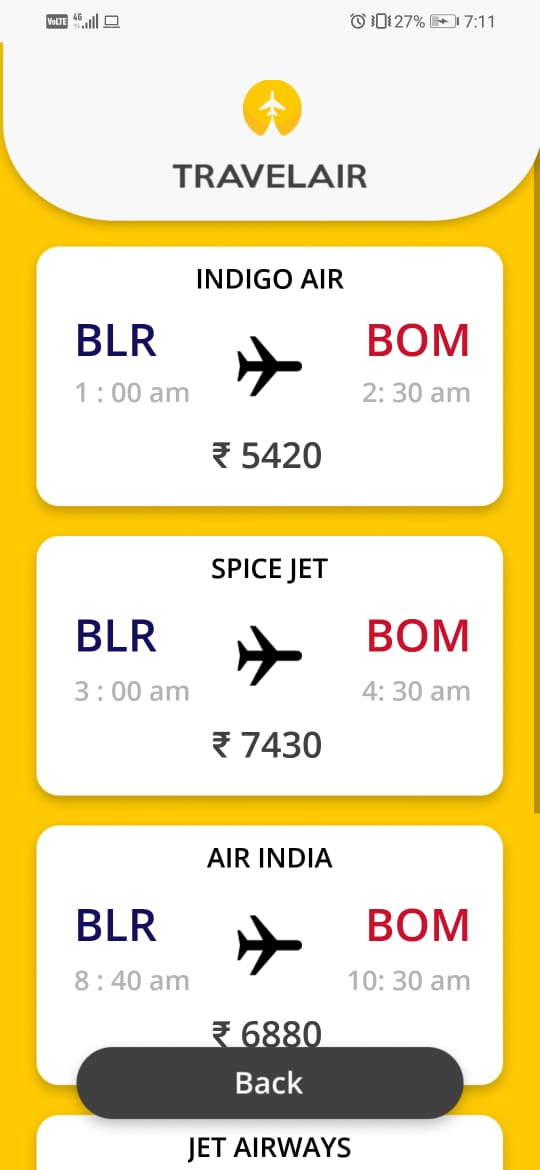 VoLTE 4G 27% 7:11
TRAVELAIR
INDIGO AIR
BLR BOM
1 : 00 am 2: 30 am
₹ 5420
SPICE JET
BLR BOM
3 : 00 am 4: 30 am
₹ 7430
AIR INDIA
BLR BOM
8 : 40 am 10: 30 am
₹ 6880
Back
JET AIRWAYS